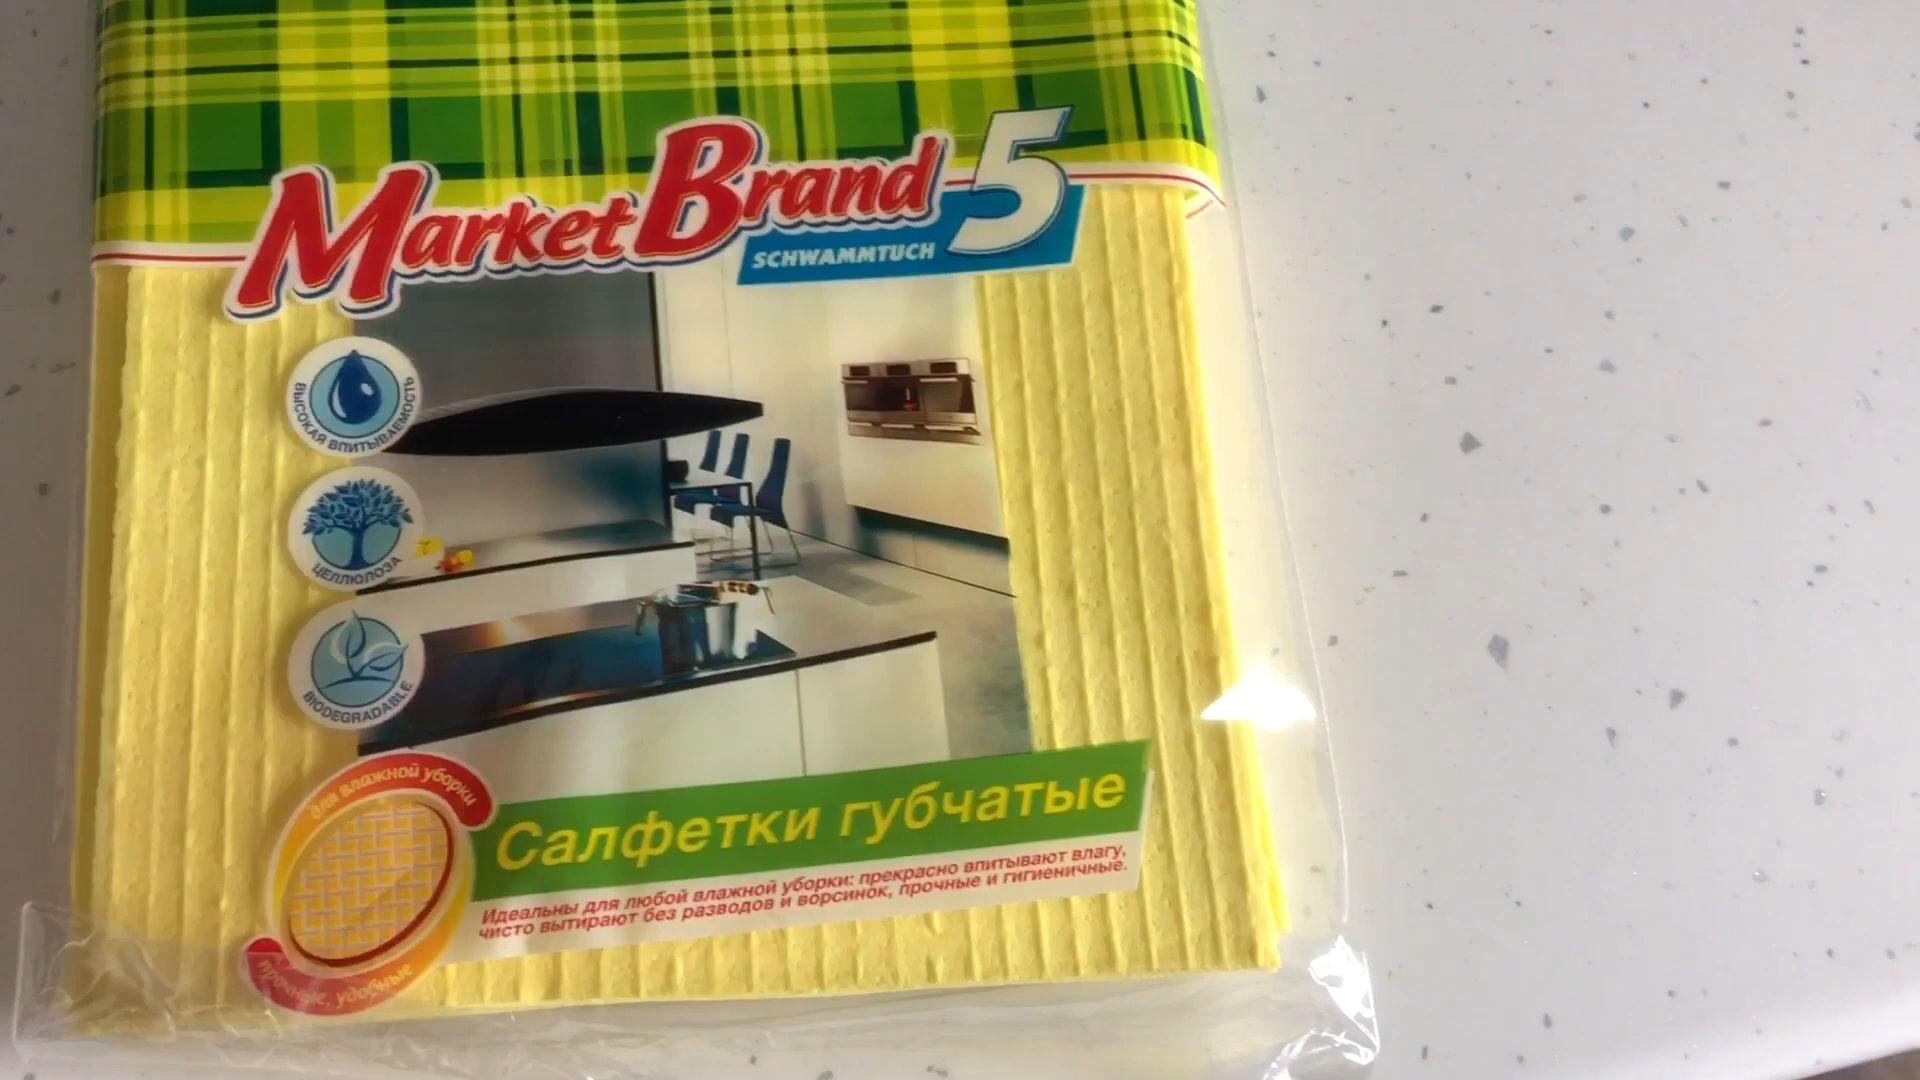 MarketBrand 5
SCHWAMMTUCH
ВЫСОКАЯ ВПИТЫВАЕМОСТЬ
ЦЕЛЛЮЛОЗА
BIODEGRADABLE
для влажной уборки
Салфетки губчатые
Идеальны для любой влажной уборки: прекрасно впитывают влагу,
чисто вытирают без разводов и ворсинок, прочные и гигиеничные.
прочные, удобные